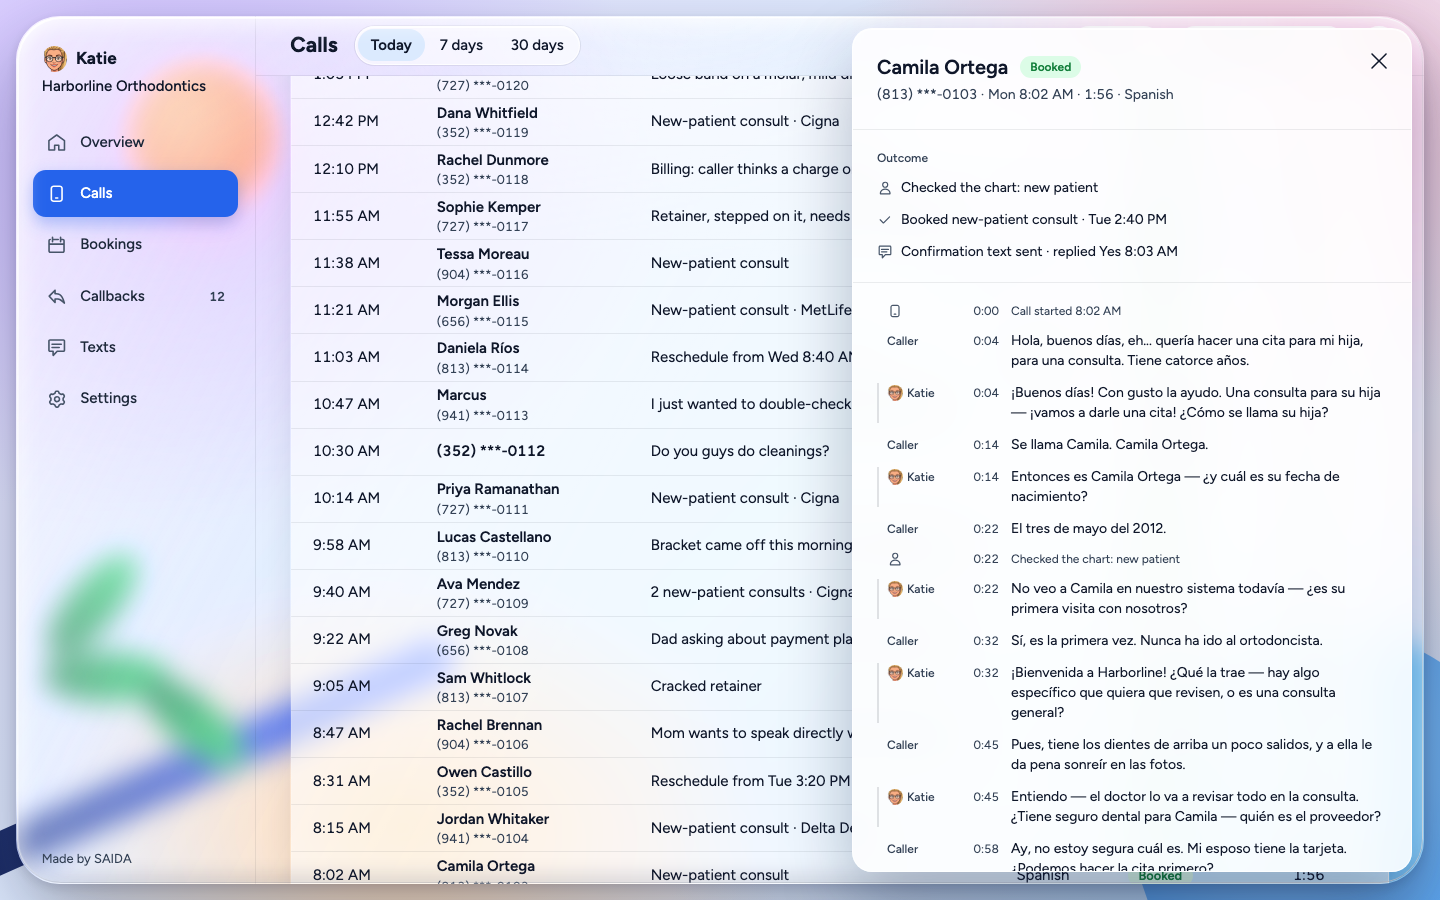 Katie
Harborline Orthodontics
Overview
Calls
Bookings
Callbacks 12
Texts
Settings
Made by SAIDA
Calls Today 7 days 30 days
(727) ***-0120
12:42 PM Dana Whitfield New-patient consult · Cigna
(352) ***-0119
12:10 PM Rachel Dunmore Billing: caller thinks a charge
(352) ***-0118
11:55 AM Sophie Kemper Retainer, stepped on it, needs
(727) ***-0117
11:38 AM Tessa Moreau New-patient consult
(904) ***-0116
11:21 AM Morgan Ellis New-patient consult · MetLife
(656) ***-0115
11:03 AM Daniela Ríos Reschedule from Wed 8:40
(813) ***-0114
10:47 AM Marcus I just wanted to double-check
(941) ***-0113
10:30 AM (352) ***-0112 Do you guys do cleanings?
10:14 AM Priya Ramanathan New-patient consult · Cigna
(727) ***-0111
9:58 AM Lucas Castellano Bracket came off this morning
(813) ***-0110
9:40 AM Ava Mendez 2 new-patient consults · Cigna
(727) ***-0109
9:22 AM Greg Novak Dad asking about payment
(656) ***-0108
9:05 AM Sam Whitlock Cracked retainer
(813) ***-0107
8:47 AM Rachel Brennan Mom wants to speak directly
(904) ***-0106
8:31 AM Owen Castillo Reschedule from Tue 3:20 PM
(352) ***-0105
8:15 AM Jordan Whitaker New-patient consult · Delta
(941) ***-0104
8:02 AM Camila Ortega New-patient consult Spanish Booked 1:56
Camila Ortega Booked
(813) ***-0103 · Mon 8:02 AM · 1:56 · Spanish
Outcome
Checked the chart: new patient
Booked new-patient consult · Tue 2:40 PM
Confirmation text sent · replied Yes 8:03 AM
0:00 Call started 8:02 AM
Caller 0:04 Hola, buenos días, eh... quería hacer una cita para mi hija,
para una consulta. Tiene catorce años.
Katie 0:04 ¡Buenos días! Con gusto la ayudo. Una consulta para su hija
— ¡vamos a darle una cita! ¿Cómo se llama su hija?
Caller 0:14 Se llama Camila. Camila Ortega.
Katie 0:14 Entonces es Camila Ortega — ¿y cuál es su fecha de
nacimiento?
Caller 0:22 El tres de mayo del 2012.
0:22 Checked the chart: new patient
Katie 0:22 No veo a Camila en nuestro sistema todavía — ¿es su
primera visita con nosotros?
Caller 0:32 Sí, es la primera vez. Nunca ha ido al ortodoncista.
Katie 0:32 ¡Bienvenida a Harborline! ¿Qué la trae — hay algo
específico que quiera que revisen, o es una consulta
general?
Caller 0:45 Pues, tiene los dientes de arriba un poco salidos, y a ella le
da pena sonreír en las fotos.
Katie 0:45 Entiendo — el doctor lo va a revisar todo en la consulta.
¿Tiene seguro dental para Camila — quién es el proveedor?
Caller 0:58 Ay, no estoy segura cuál es. Mi esposo tiene la tarjeta.
¿Podemos hacer la cita primero?